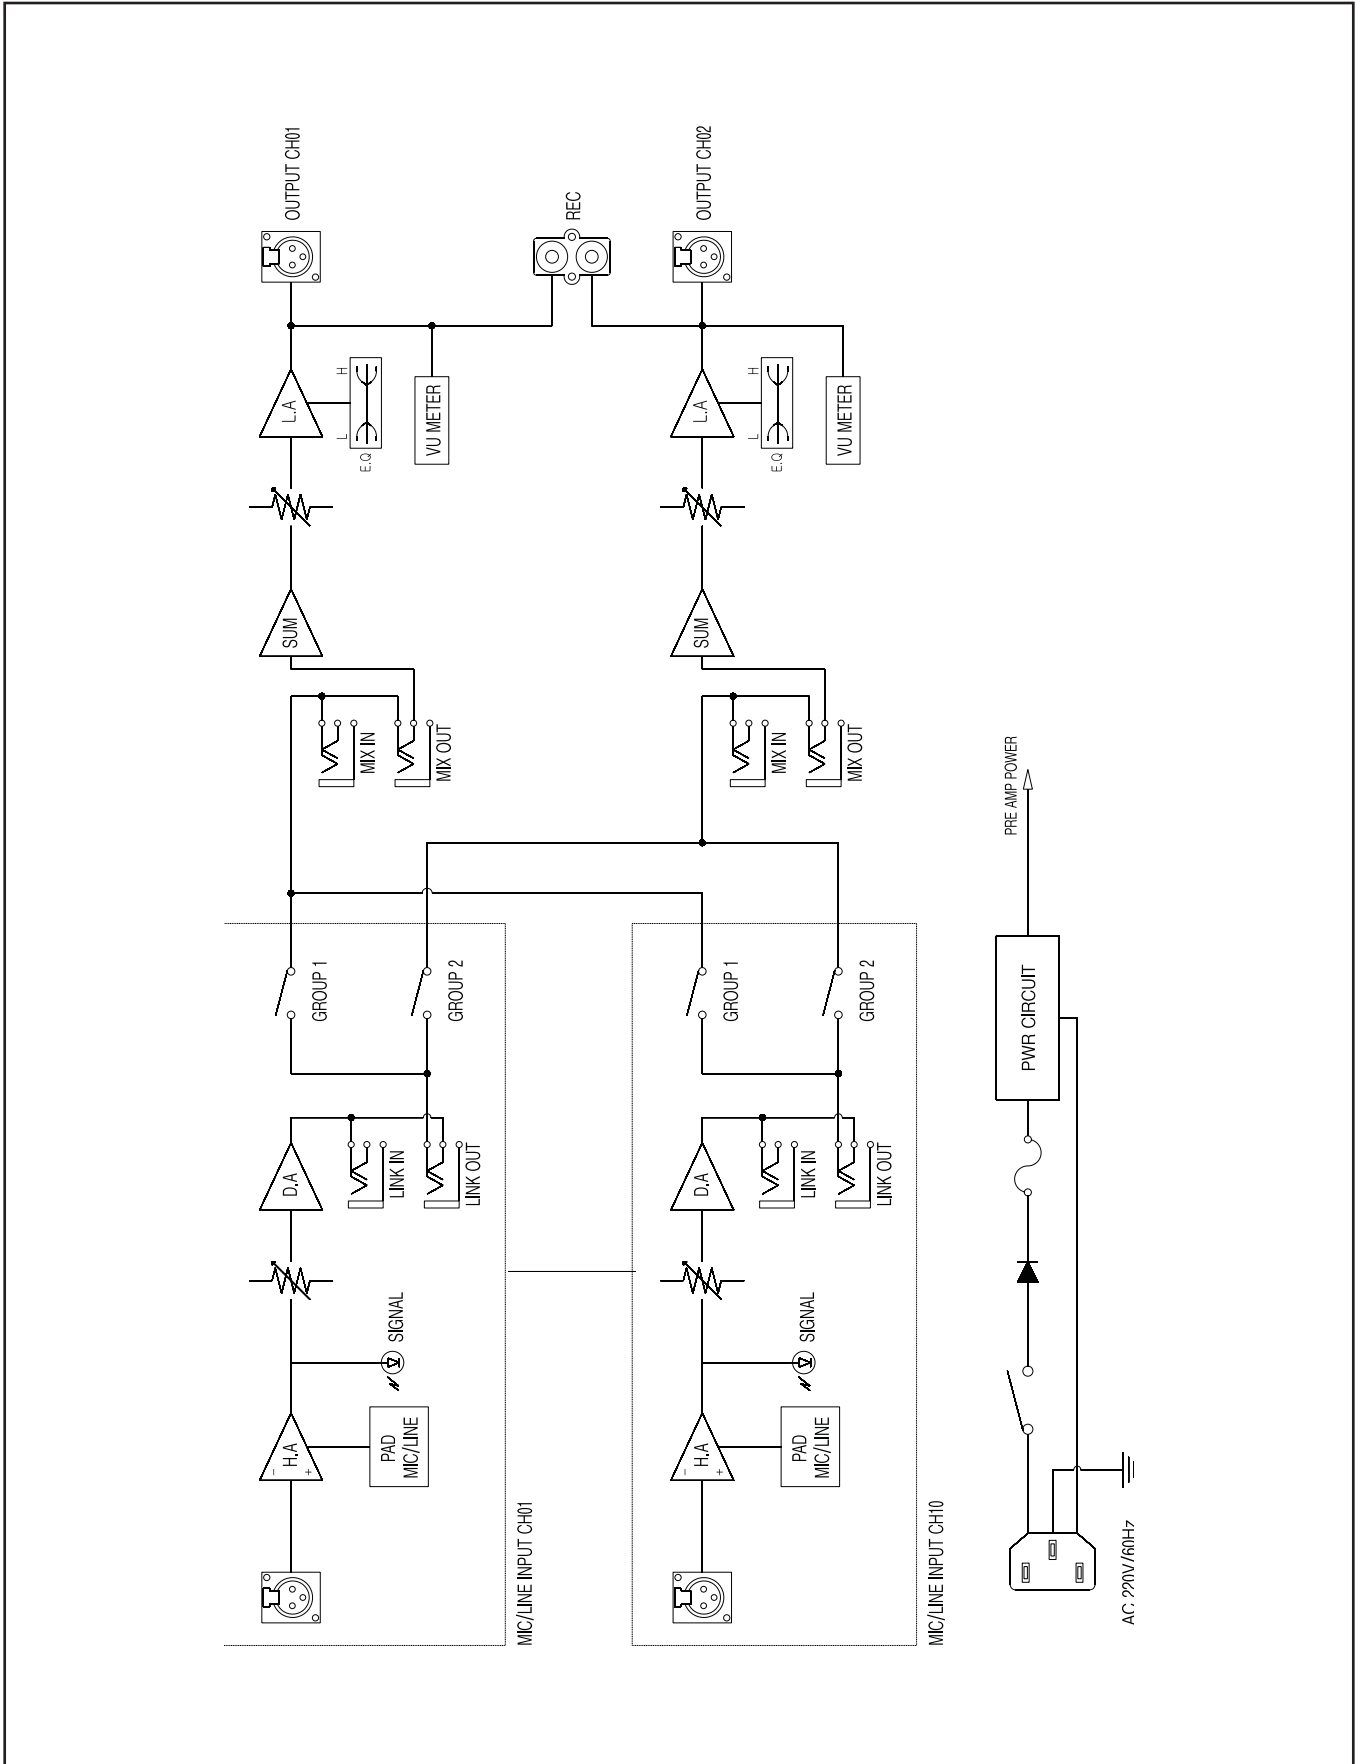 MIC/LINE INPUT CH01
-
+
H.A
PAD
MIC/LINE
SIGNAL
D.A
LINK IN
LINK OUT
GROUP 1
GROUP 2
MIX IN
MIX OUT
SUM
L.A
L
H
E.Q
VU METER
OUTPUT CH01
REC
MIC/LINE INPUT CH10
-
+
H.A
PAD
MIC/LINE
SIGNAL
D.A
LINK IN
LINK OUT
GROUP 1
GROUP 2
MIX IN
MIX OUT
SUM
L.A
L
H
E.Q
VU METER
OUTPUT CH02
AC 220V/60Hz
PWR CIRCUIT
PRE AMP POWER